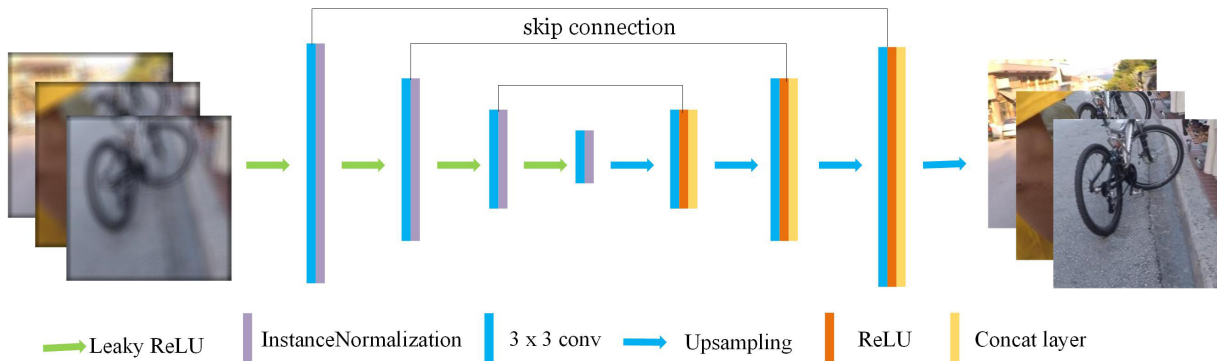 skip connection
Leaky ReLU InstanceNormalization 3 x 3 conv Upsampling ReLU Concat layer